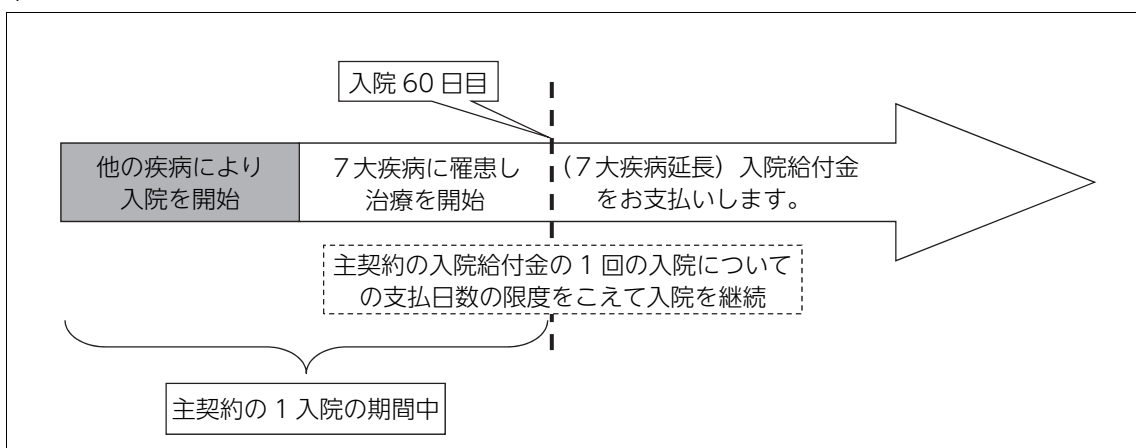 入院 60 日目
他の疾病により
入院を開始
７大疾病に罹患し
治療を開始
(７大疾病延長) 入院給付金
をお支払いします。
主契約の入院給付金の 1 回の入院について
の支払日数の限度をこえて入院を継続
主契約の 1 入院の期間中